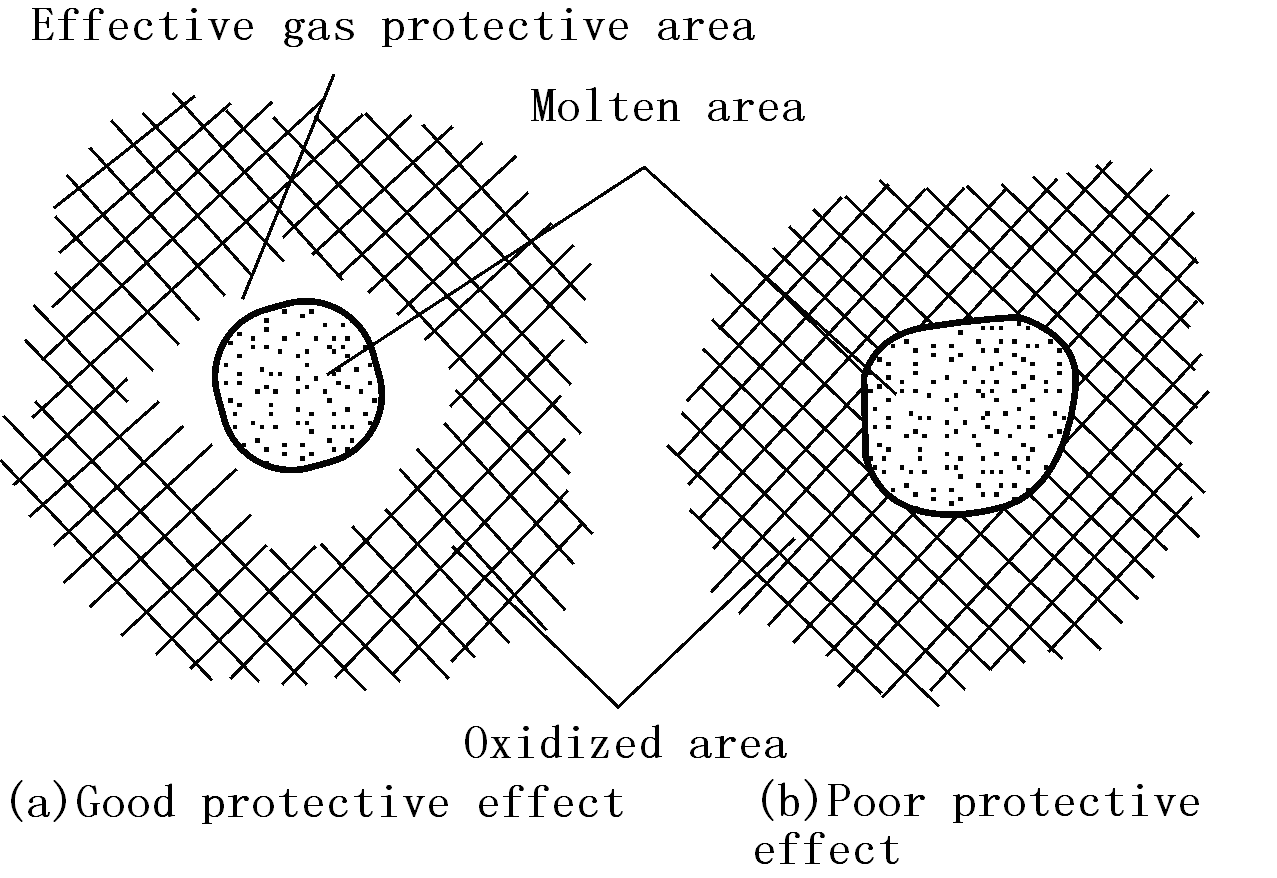 Effective gas protective area
Molten area
Oxidized area
(a)Good protective effect
(b)Poor protective
effect